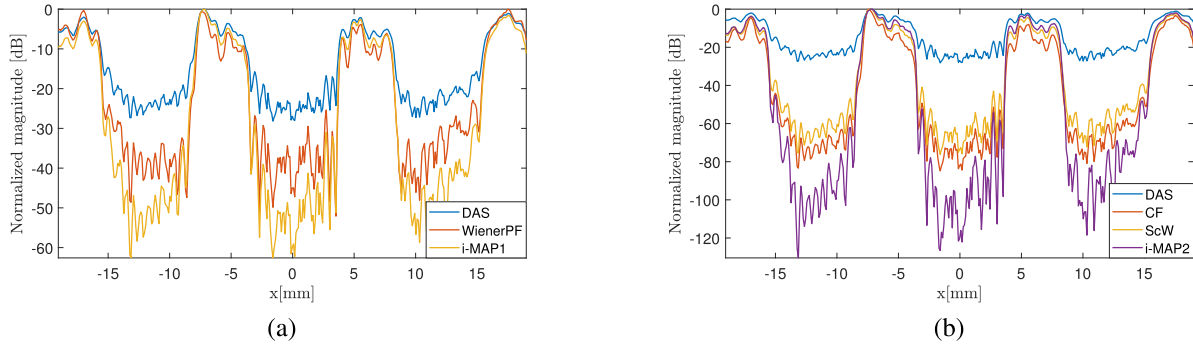 Normalized magnitude [dB]
0
-10
-20
-30
-40
-50
-60
-15
-10
-5
0
5
10
15
x[mm]
DAS
WienerPF
i-MAP1
(a)
Normalized magnitude [dB]
0
-20
-40
-60
-80
-100
-120
-15
-10
-5
0
5
10
15
x[mm]
DAS
CF
ScW
i-MAP2
(b)